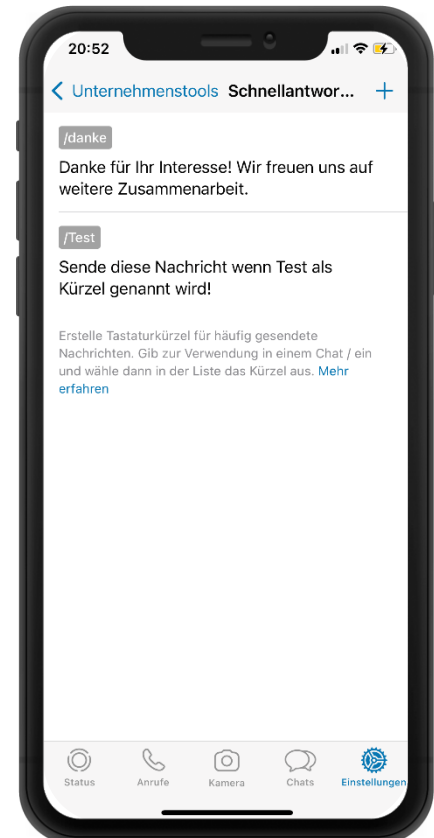 20:52
Unternehmenstools Schnellantwor...
/danke
Danke für Ihr Interesse! Wir freuen uns auf
weitere Zusammenarbeit.
/Test
Sende diese Nachricht wenn Test als
Kürzel genannt wird!
Erstelle Tastaturkürzel für häufig gesendete
Nachrichten. Gib zur Verwendung in einem Chat / ein
und wähle dann in der Liste das Kürzel aus. Mehr
erfahren
Status Anrufe Kamera Chats Einstellungen